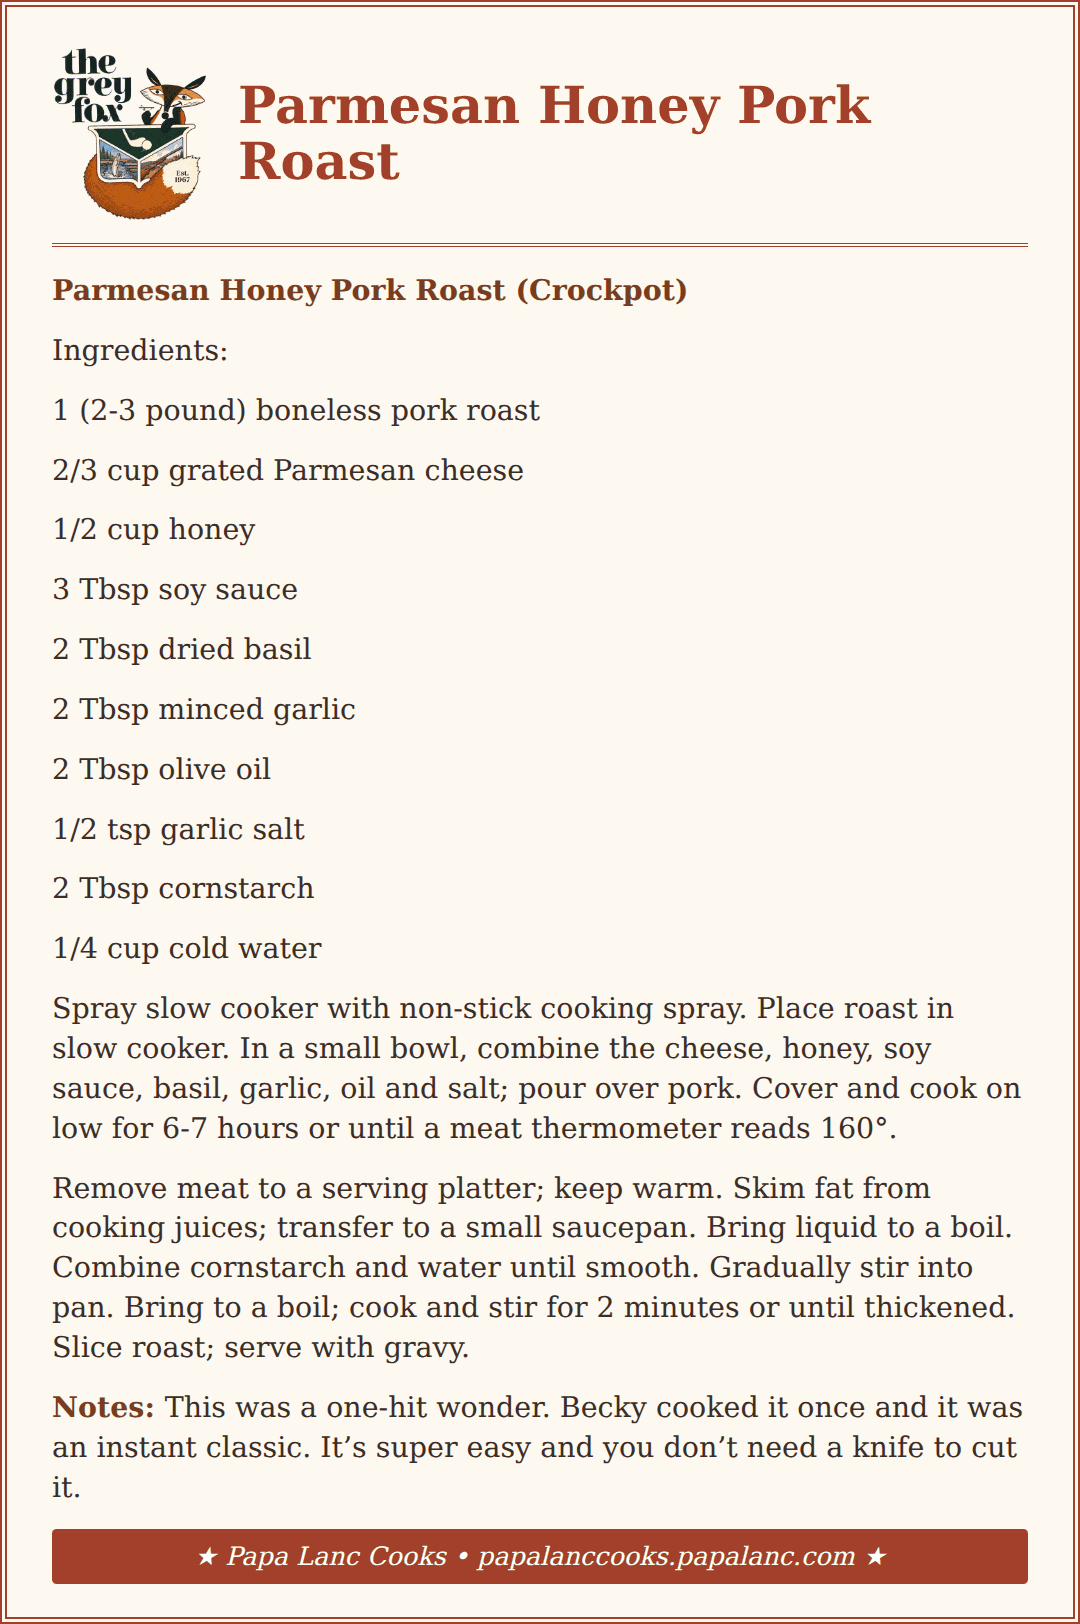 the
grey
fox
Est.
1967
Parmesan Honey Pork
Roast
Parmesan Honey Pork Roast (Crockpot)
Ingredients:
1 (2-3 pound) boneless pork roast
2/3 cup grated Parmesan cheese
1/2 cup honey
3 Tbsp soy sauce
2 Tbsp dried basil
2 Tbsp minced garlic
2 Tbsp olive oil
1/2 tsp garlic salt
2 Tbsp cornstarch
1/4 cup cold water
Spray slow cooker with non-stick cooking spray. Place roast in
slow cooker. In a small bowl, combine the cheese, honey, soy
sauce, basil, garlic, oil and salt; pour over pork. Cover and cook on
low for 6-7 hours or until a meat thermometer reads 160°.
Remove meat to a serving platter; keep warm. Skim fat from
cooking juices; transfer to a small saucepan. Bring liquid to a boil.
Combine cornstarch and water until smooth. Gradually stir into
pan. Bring to a boil; cook and stir for 2 minutes or until thickened.
Slice roast; serve with gravy.
Notes: This was a one-hit wonder. Becky cooked it once and it was
an instant classic. It’s super easy and you don’t need a knife to cut
it.
★ Papa Lanc Cooks • papalanccooks.papalanc.com ★